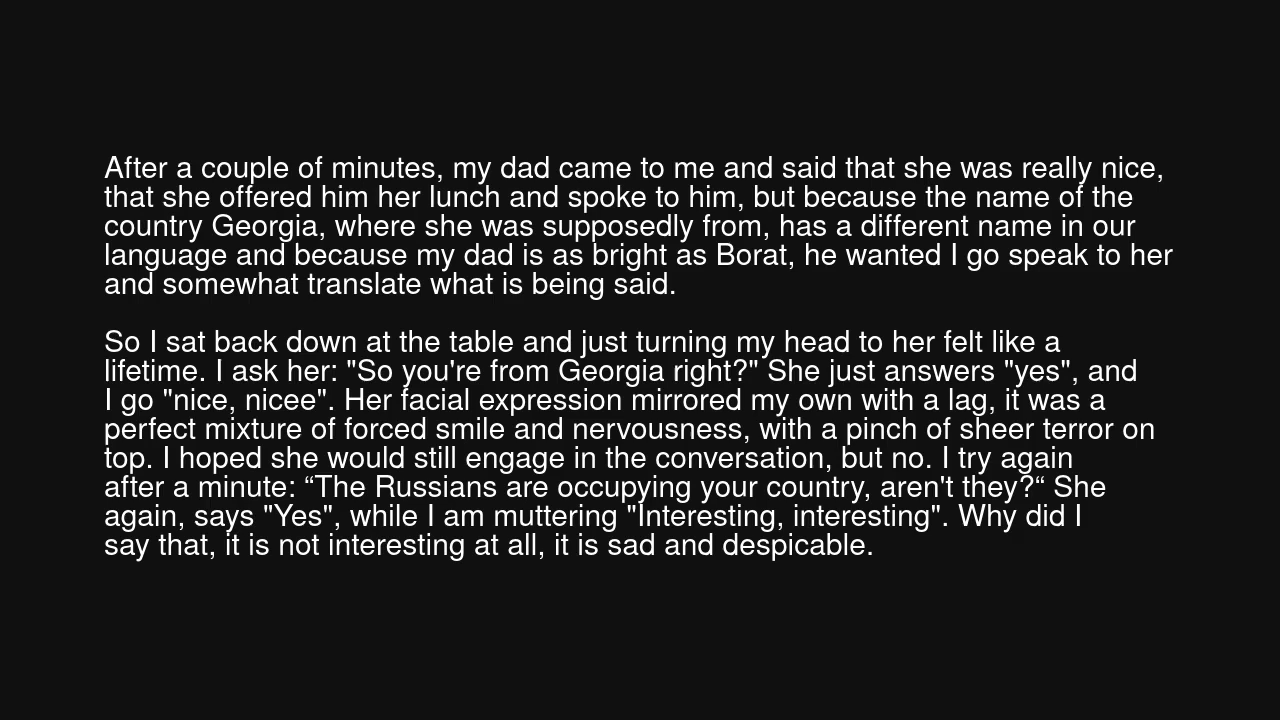 After a couple of minutes, my dad came to me and said that she was really nice,
that she offered him her lunch and spoke to him, but because the name of the
country Georgia, where she was supposedly from, has a different name in our
language and because my dad is as bright as Borat, he wanted I go speak to her
and somewhat translate what is being said.
So I sat back down at the table and just turning my head to her felt like a
lifetime. I ask her: "So you're from Georgia right?" She just answers "yes", and
I go "nice, nicee". Her facial expression mirrored my own with a lag, it was a
perfect mixture of forced smile and nervousness, with a pinch of sheer terror on
top. I hoped she would still engage in the conversation, but no. I try again
after a minute: “The Russians are occupying your country, aren't they?“ She
again, says "Yes", while I am muttering "Interesting, interesting". Why did I
say that, it is not interesting at all, it is sad and despicable.